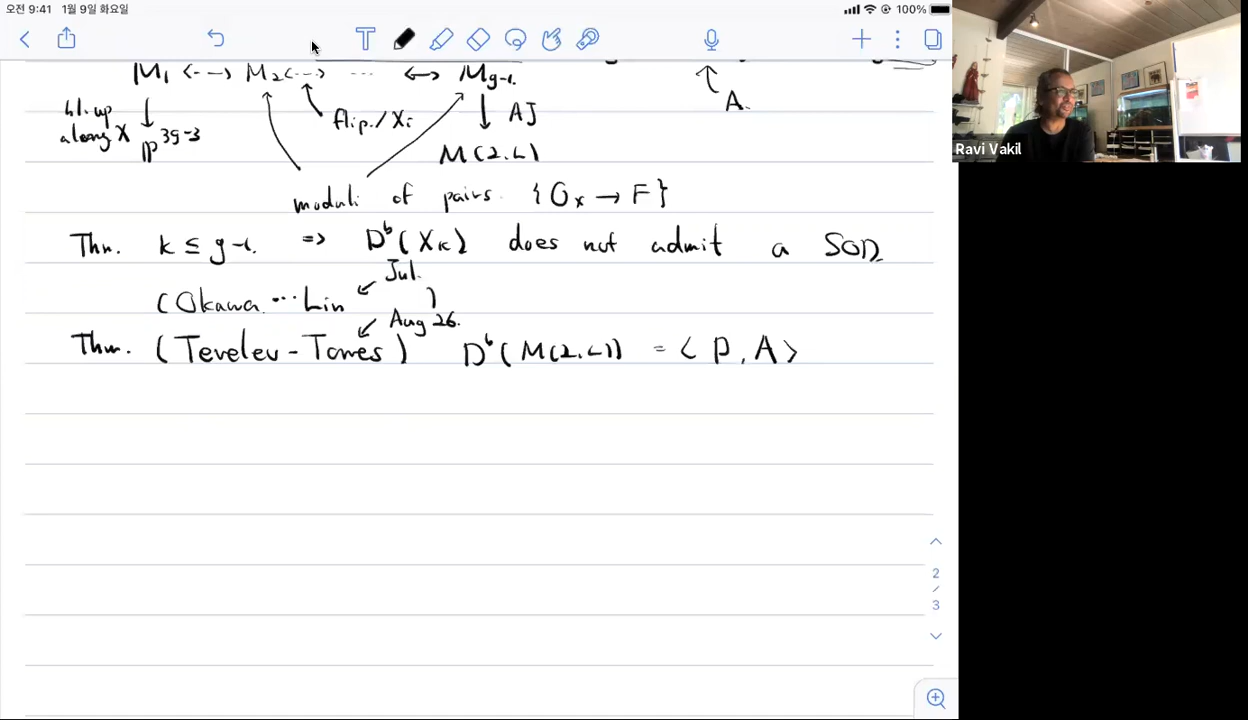 오전 9:41 1월 9일 화요일 100%
M₁ <--> M₂ <--> ... <-> M_{g-1}
bl. up along X ↓ P^{3g-3}
flip./X_i
↓ AJ
A.
M(2,L)
moduli of pairs. {O_X → F}
Thm. k ≤ g-1. => D^b(X_k) does not admit a SOD
Jul.
(Okawa ... Lin )
Aug 26.
Thm. (Tevelev - Torres) D^b(M(2,L)) = < P, A >
2
/
3
Ravi Vakil